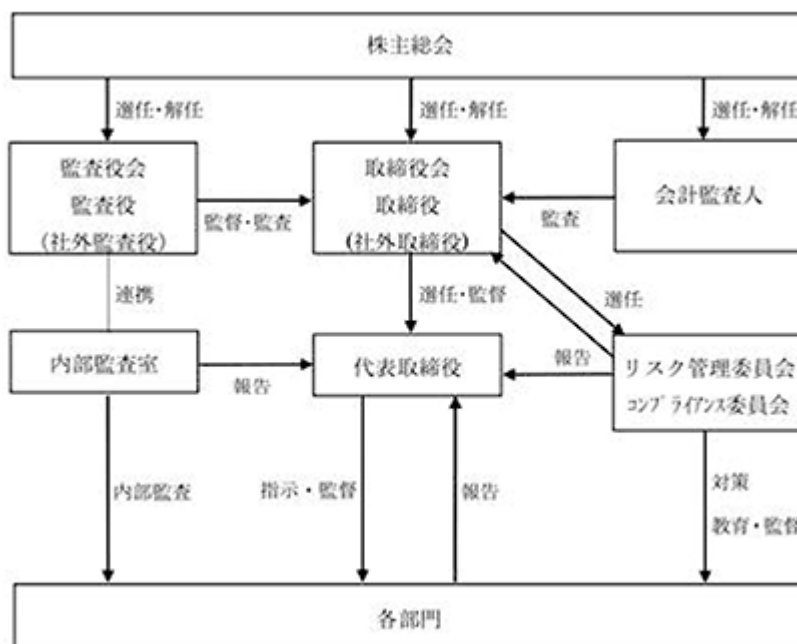 株主総会
選任・解任
選任・解任
選任・解任
監査役会
監査役
(社外監査役)
監督・監査
取締役会
取締役
(社外取締役)
監査
会計監査人
連携
選任・監督
選任
内部監査室
報告
代表取締役
報告
リスク管理委員会
コンプライアンス委員会
内部監査
指示・監督
報告
対策
教育・監督
各部門